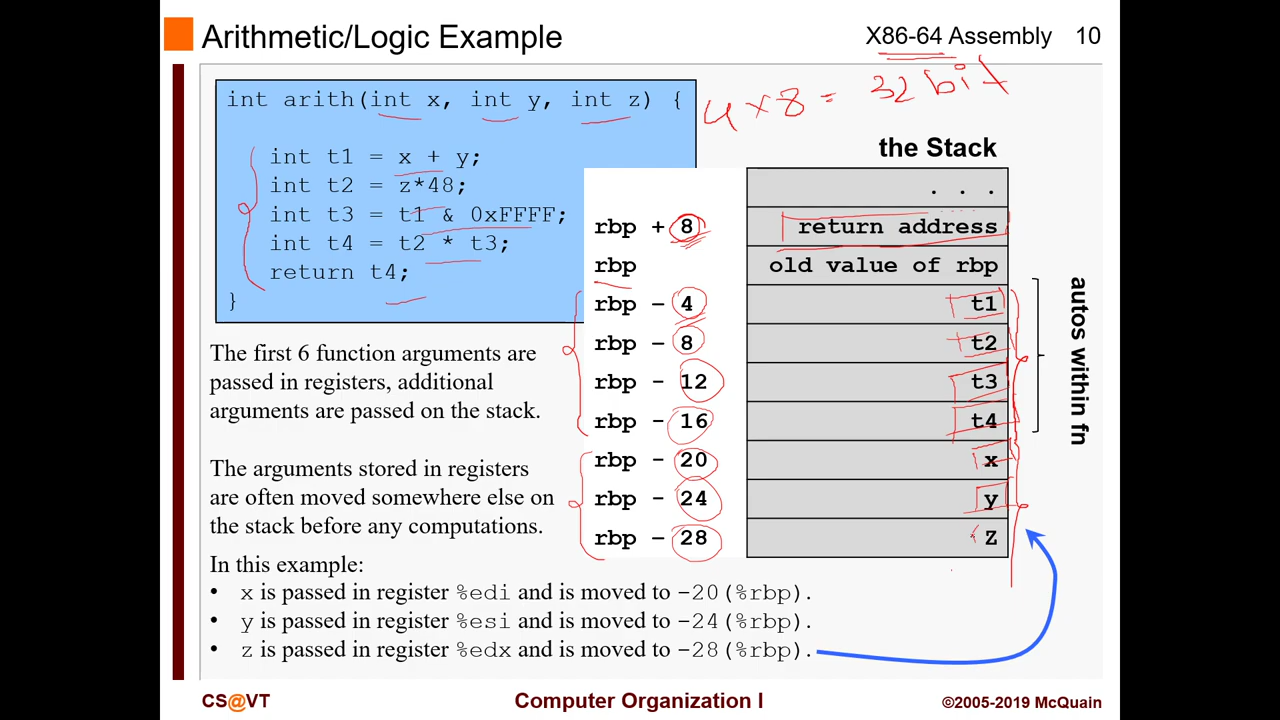 Arithmetic/Logic Example
X86-64 Assembly 10
4 x 8 = 32 bit
int arith(int x, int y, int z) {
int t1 = x + y;
int t2 = z*48;
int t3 = t1 & 0xFFFF;
int t4 = t2 * t3;
return t4;
}
the Stack
. . .
rbp + 8 return address
rbp old value of rbp
rbp - 4 t1
rbp - 8 t2
rbp - 12 t3
rbp - 16 t4
rbp - 20 x
rbp - 24 y
rbp - 28 z
autos within fn
The first 6 function arguments are
passed in registers, additional
arguments are passed on the stack.
The arguments stored in registers
are often moved somewhere else on
the stack before any computations.
In this example:
• x is passed in register %edi and is moved to -20(%rbp).
• y is passed in register %esi and is moved to -24(%rbp).
• z is passed in register %edx and is moved to -28(%rbp).
CS@VT
Computer Organization I
©2005-2019 McQuain